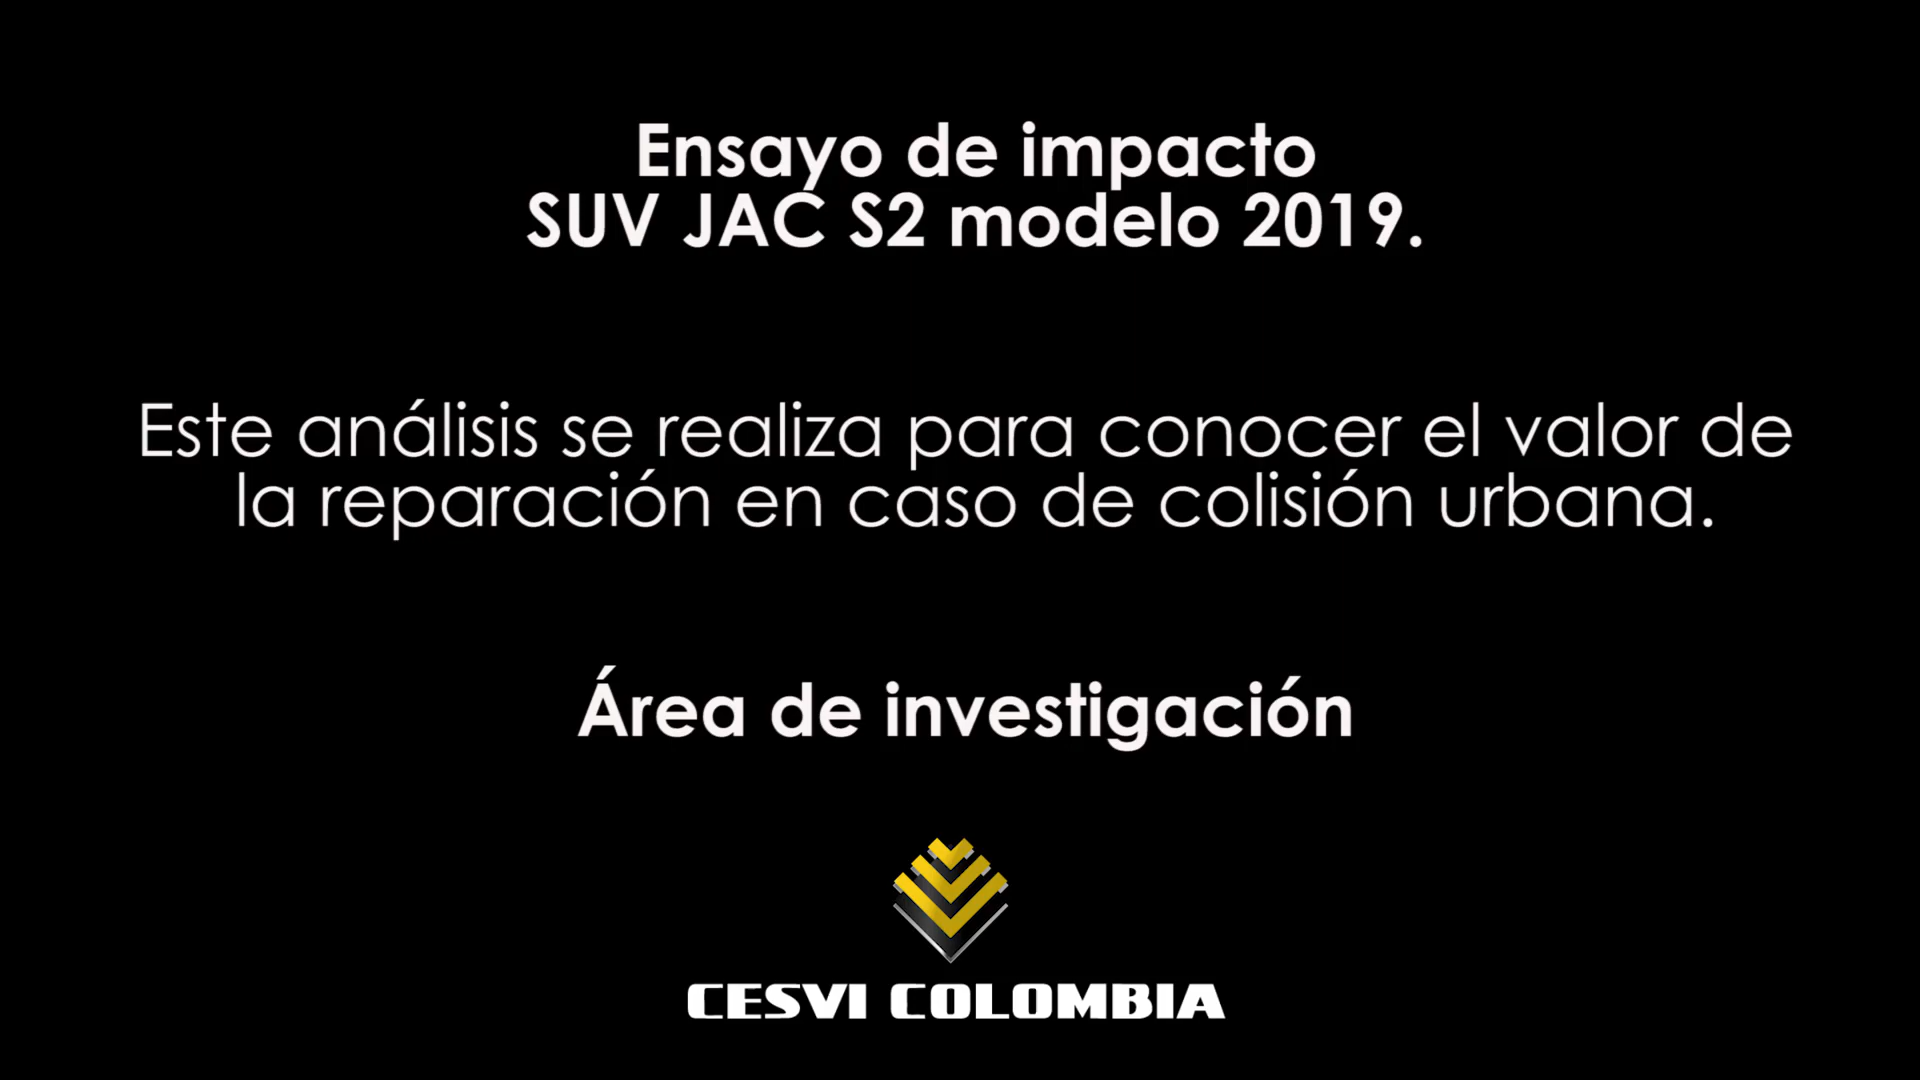 Ensayo de impacto
SUV JAC S2 modelo 2019.
Este análisis se realiza para conocer el valor de
la reparación en caso de colisión urbana.
Área de investigación
CESVI COLOMBIA